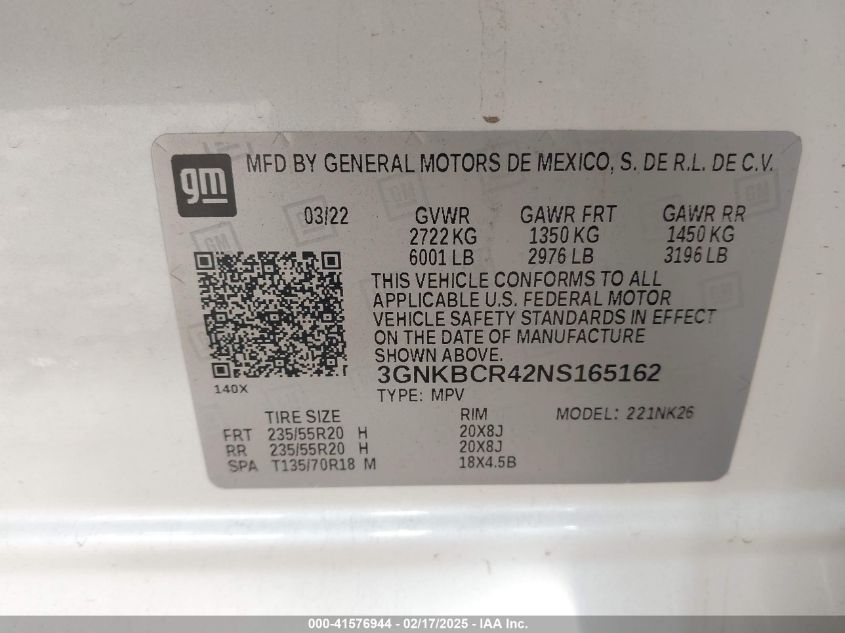 gm MFD BY GENERAL MOTORS DE MEXICO, S. DE R.L. DE C.V.
03/22 GVWR GAWR FRT GAWR RR
2722 KG 1350 KG 1450 KG
6001 LB 2976 LB 3196 LB
THIS VEHICLE CONFORMS TO ALL
APPLICABLE U.S. FEDERAL MOTOR
VEHICLE SAFETY STANDARDS IN EFFECT
ON THE DATE OF MANUFACTURE
SHOWN ABOVE.
3GNKBCR42NS165162
140X
TYPE: MPV
TIRE SIZE RIM MODEL: 221NK26
FRT 235/55R20 H 20X8J
RR 235/55R20 H 20X8J
SPA T135/70R18 M 18X4.5B
000-41576944 - 02/17/2025 - IAA Inc.